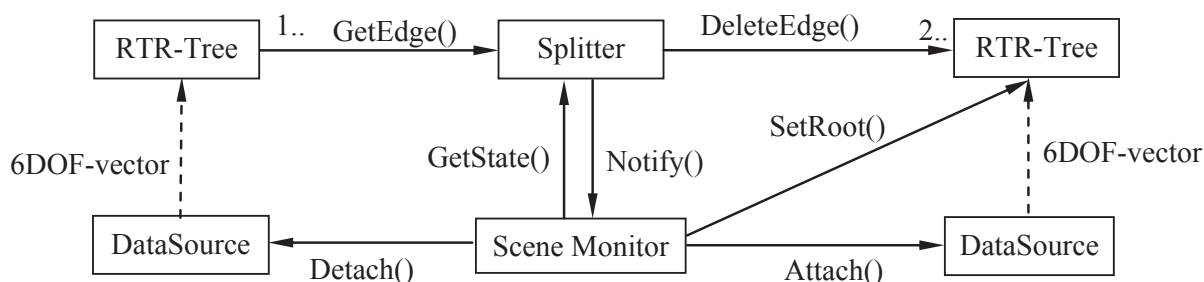 1.. GetEdge() DeleteEdge() 2..
RTR-Tree Splitter RTR-Tree
SetRoot()
6DOF-vector GetState() Notify() 6DOF-vector
DataSource Scene Monitor DataSource
Detach() Attach()